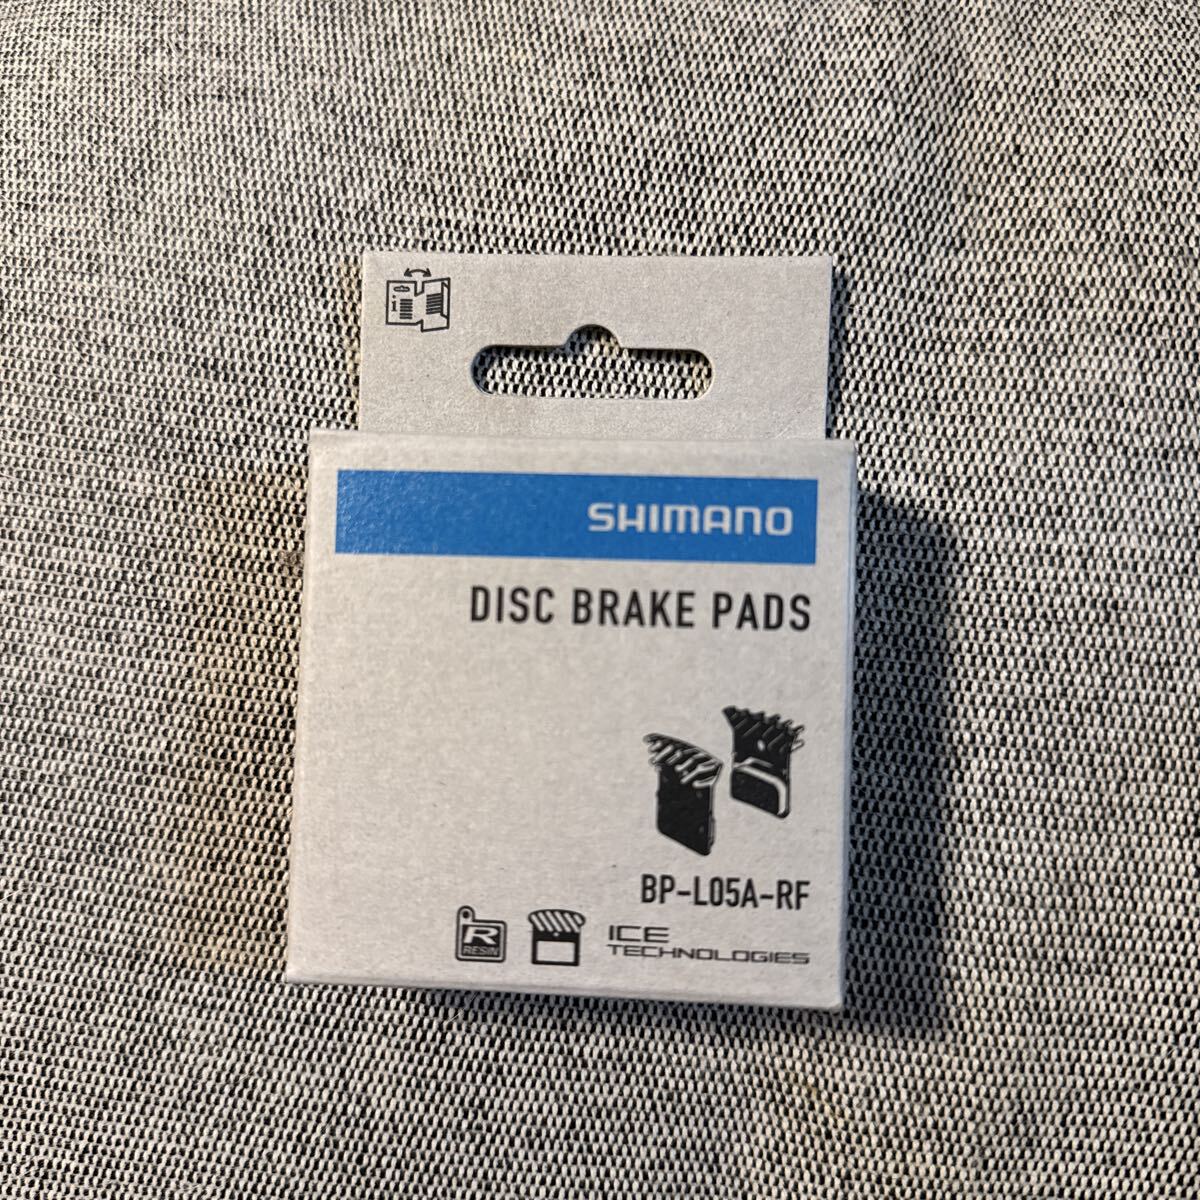 SHIMANO
DISC BRAKE PADS
BP-L05A-RF
R
RESIN
ICE
TECHNOLOGIES